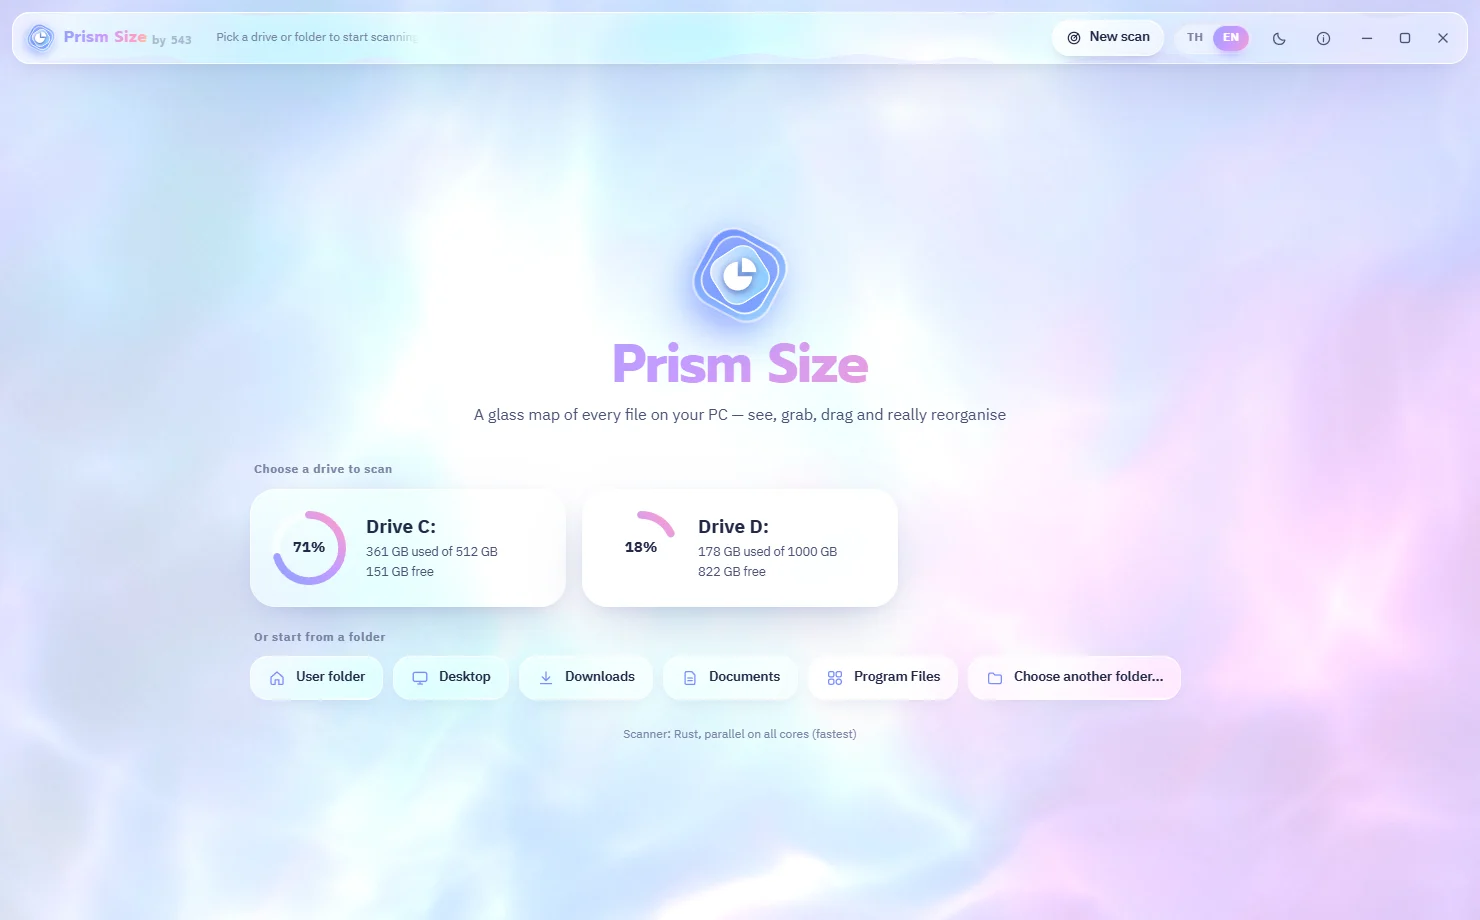 Prism Size by 543
Pick a drive or folder to start scanning
New scan
TH
EN
Prism Size
A glass map of every file on your PC — see, grab, drag and really reorganise
Choose a drive to scan
71%
Drive C:
361 GB used of 512 GB
151 GB free
18%
Drive D:
178 GB used of 1000 GB
822 GB free
Or start from a folder
User folder
Desktop
Downloads
Documents
Program Files
Choose another folder...
Scanner: Rust, parallel on all cores (fastest)